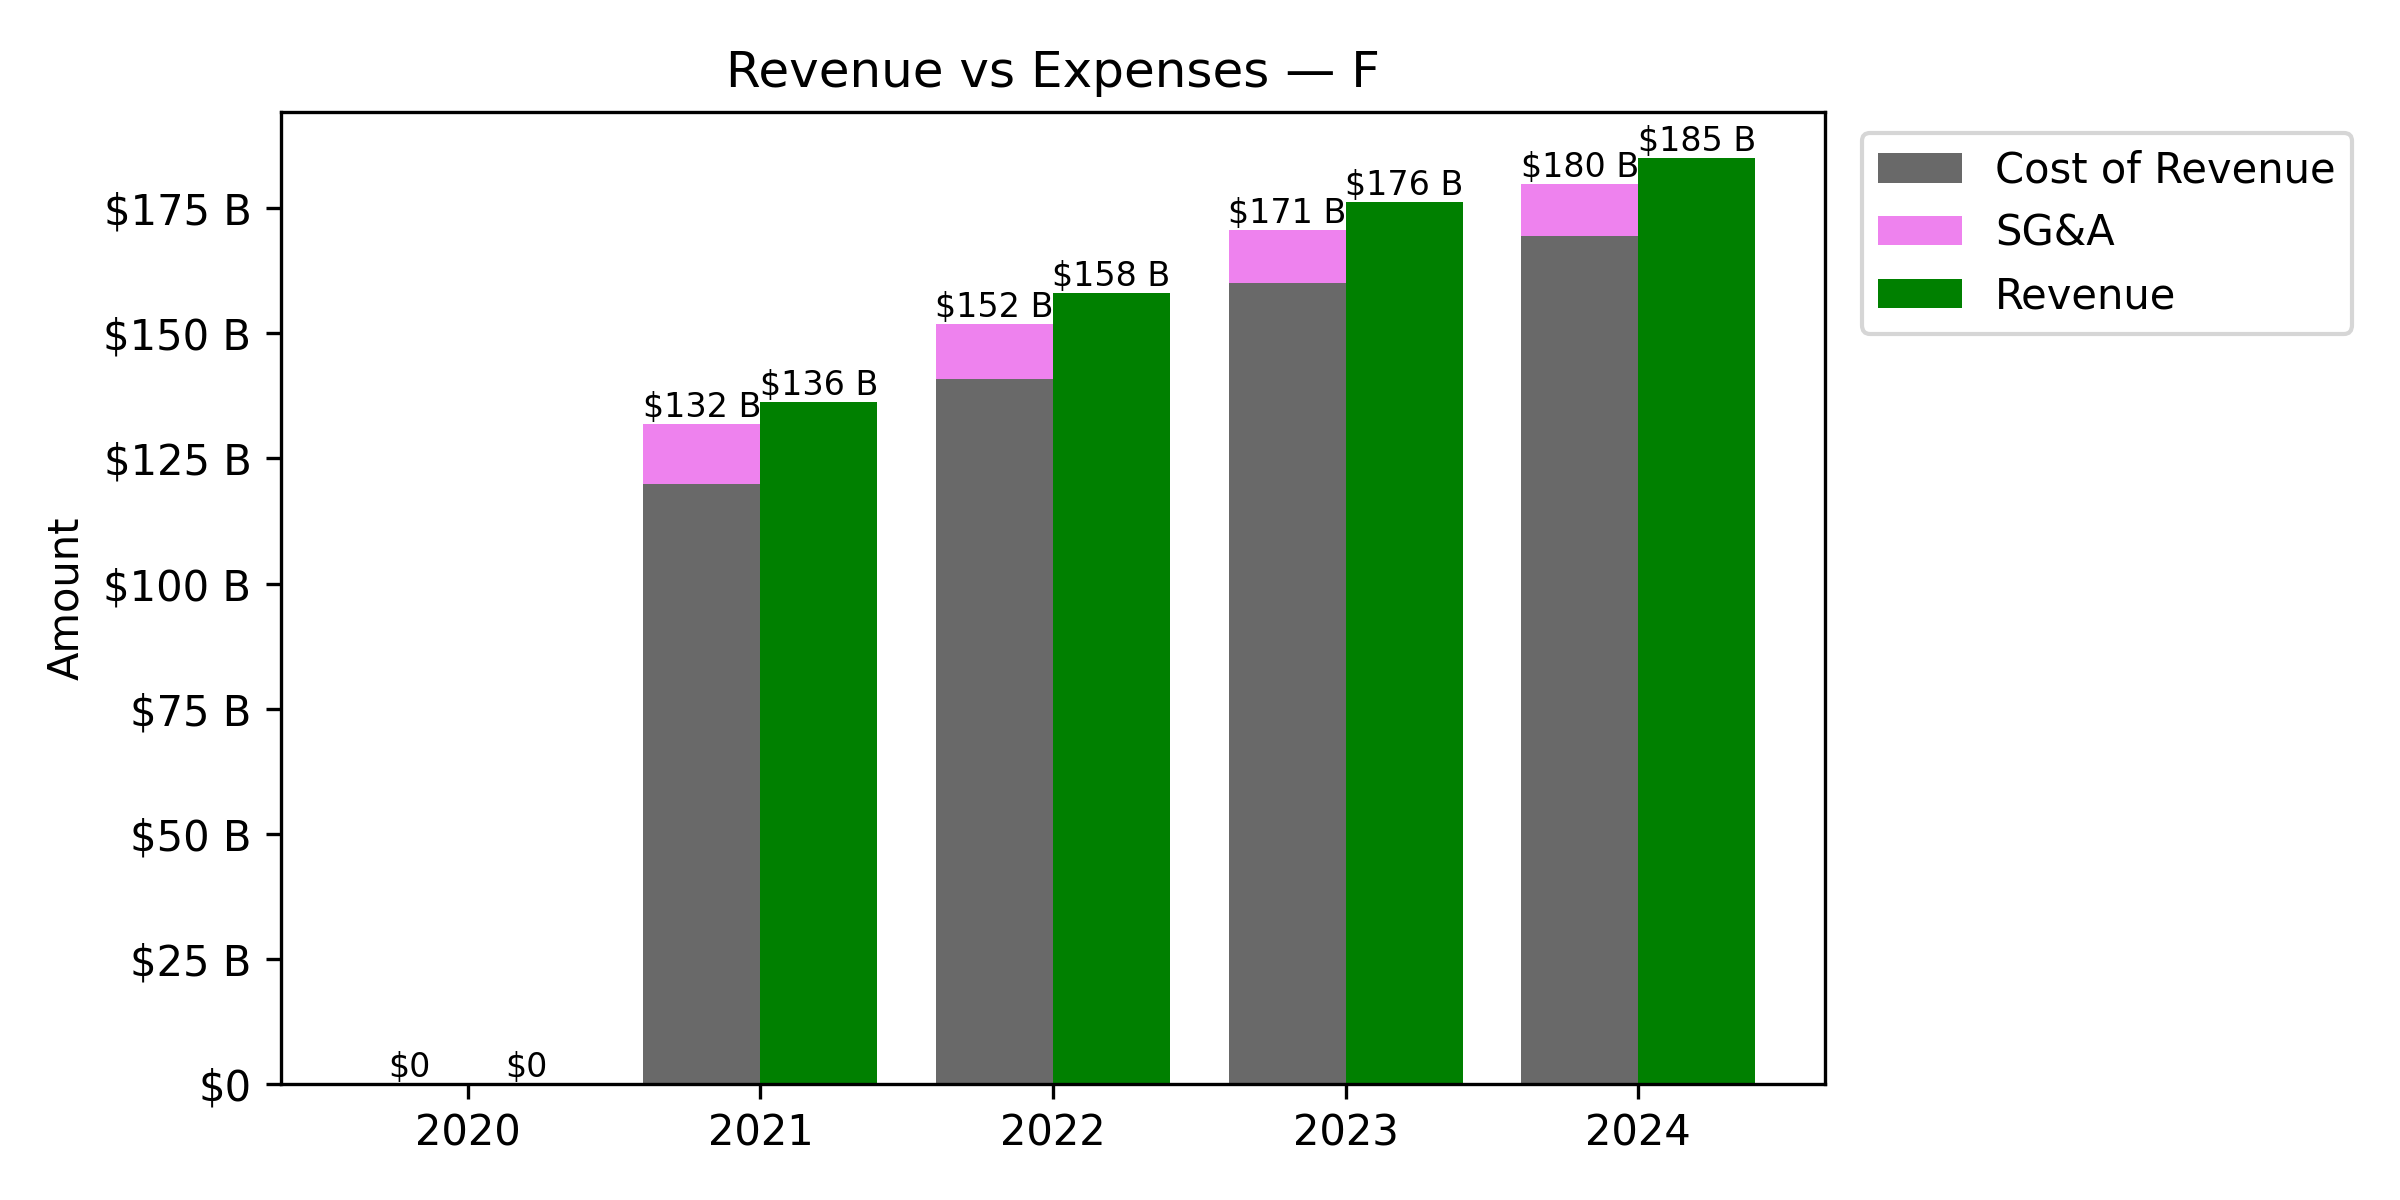 Revenue vs Expenses — F
Cost of Revenue
SG&A
Revenue
Amount
$175 B
$150 B
$125 B
$100 B
$75 B
$50 B
$25 B
$0
$0
$0
$132 B
$136 B
$152 B
$158 B
$171 B
$176 B
$180 B
$185 B
2020
2021
2022
2023
2024